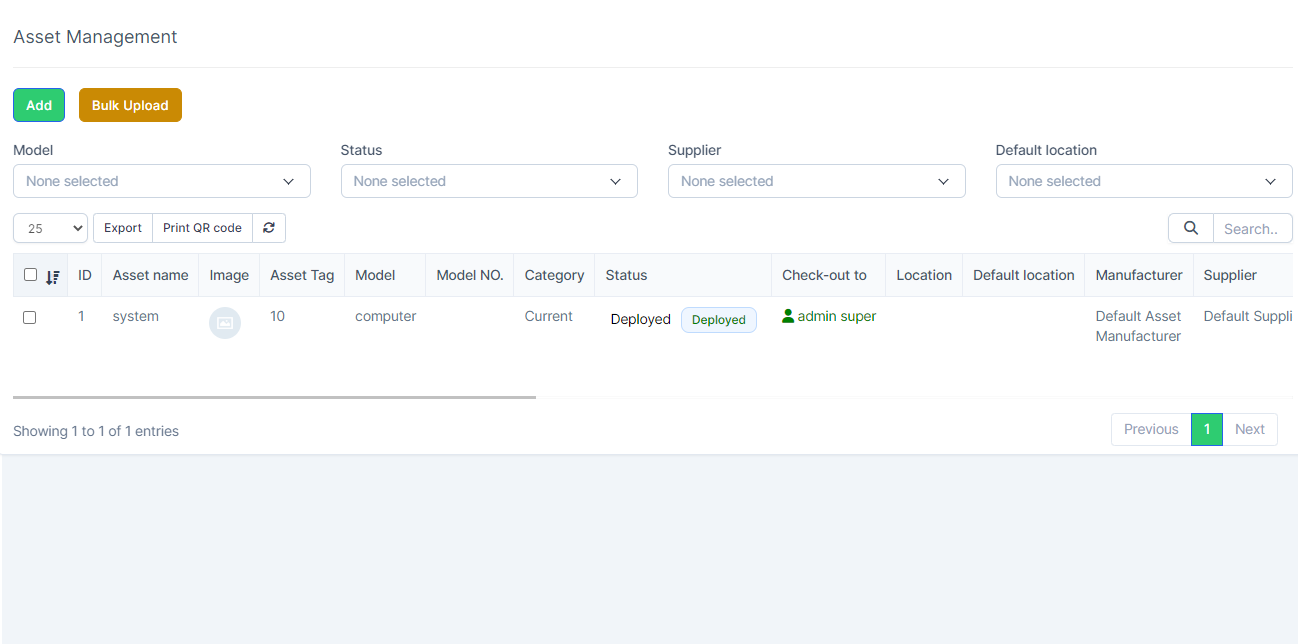 Asset Management
Add Bulk Upload
Model Status Supplier Default location
None selected None selected None selected None selected
25 Export Print QR code Search..
ID Asset name Image Asset Tag Model Model NO. Category Status Check-out to Location Default location Manufacturer Supplier
1 system 10 computer Current Deployed Deployed admin super Default Asset Default Suppli
Manufacturer
Showing 1 to 1 of 1 entries Previous 1 Next